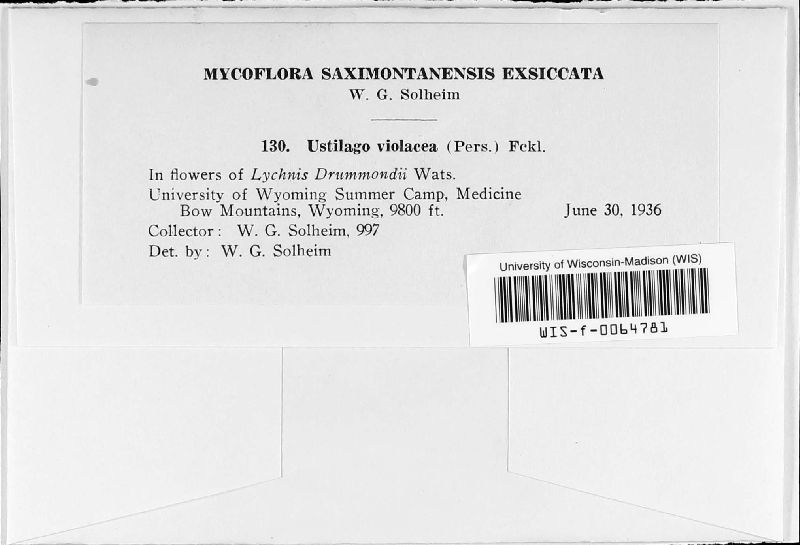 MYCOFLORA SAXIMONTANENSIS EXSICCATA
W. G. Solheim
130. Ustilago violacea (Pers.) Fckl.
In flowers of Lychnis Drummondii Wats.
University of Wyoming Summer Camp, Medicine
Bow Mountains, Wyoming, 9800 ft. June 30, 1936
Collector: W. G. Solheim, 997
Det. by: W. G. Solheim
University of Wisconsin-Madison (WIS)
WIS-f-0064781